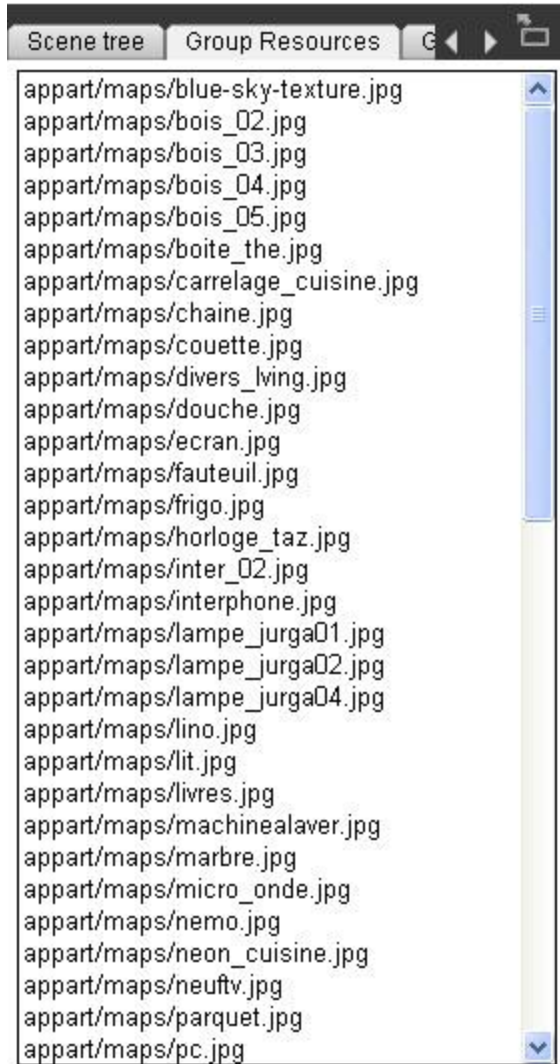 Scene tree
Group Resources
G
appart/maps/blue-sky-texture.jpg
appart/maps/bois_02.jpg
appart/maps/bois_03.jpg
appart/maps/bois_04.jpg
appart/maps/bois_05.jpg
appart/maps/boite_the.jpg
appart/maps/carrelage_cuisine.jpg
appart/maps/chaine.jpg
appart/maps/couette.jpg
appart/maps/divers_lving.jpg
appart/maps/douche.jpg
appart/maps/ecran.jpg
appart/maps/fauteuil.jpg
appart/maps/frigo.jpg
appart/maps/horloge_taz.jpg
appart/maps/inter_02.jpg
appart/maps/interphone.jpg
appart/maps/lampe_jurga01.jpg
appart/maps/lampe_jurga02.jpg
appart/maps/lampe_jurga04.jpg
appart/maps/lino.jpg
appart/maps/lit.jpg
appart/maps/livres.jpg
appart/maps/machinealaver.jpg
appart/maps/marbre.jpg
appart/maps/micro_onde.jpg
appart/maps/nemo.jpg
appart/maps/neon_cuisine.jpg
appart/maps/neuftv.jpg
appart/maps/parquet.jpg
appart/maps/pc.jpg